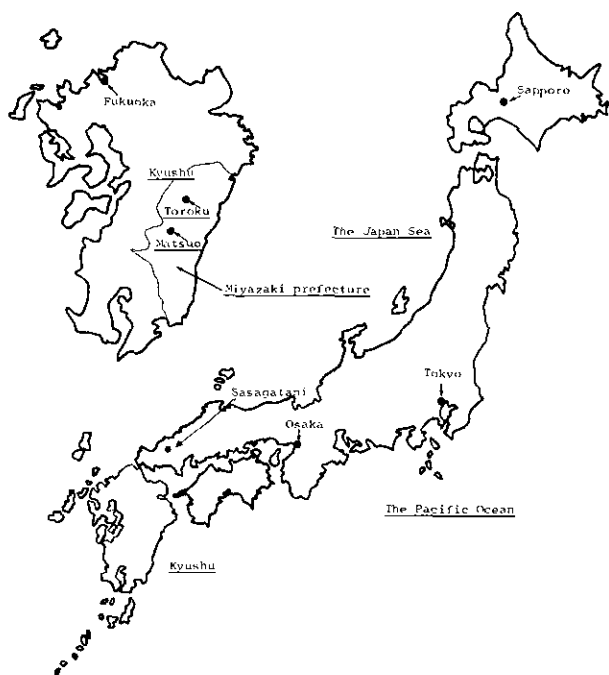 Sapporo
Fukuoka
Kyushu
Toroku
The Japan Sea
Matsuo
Miyazaki prefecture
Tokyo
Sasagatani
Osaka
The Pacific Ocean
Kyushu